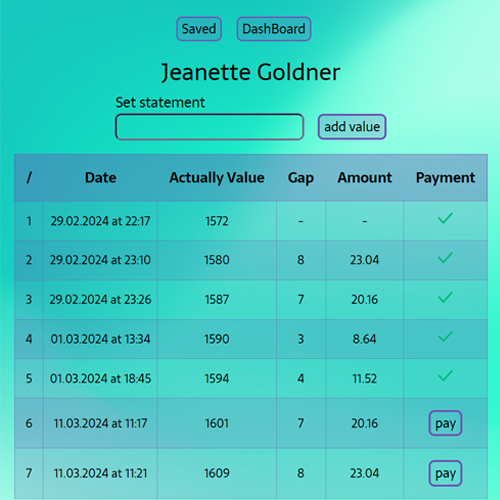 Saved DashBoard
Jeanette Goldner
Set statement
add value
/ Date Actually Value Gap Amount Payment
1 29.02.2024 at 22:17 1572 - -
2 29.02.2024 at 23:10 1580 8 23.04
3 29.02.2024 at 23:26 1587 7 20.16
4 01.03.2024 at 13:34 1590 3 8.64
5 01.03.2024 at 18:45 1594 4 11.52
6 11.03.2024 at 11:17 1601 7 20.16 pay
7 11.03.2024 at 11:21 1609 8 23.04 pay